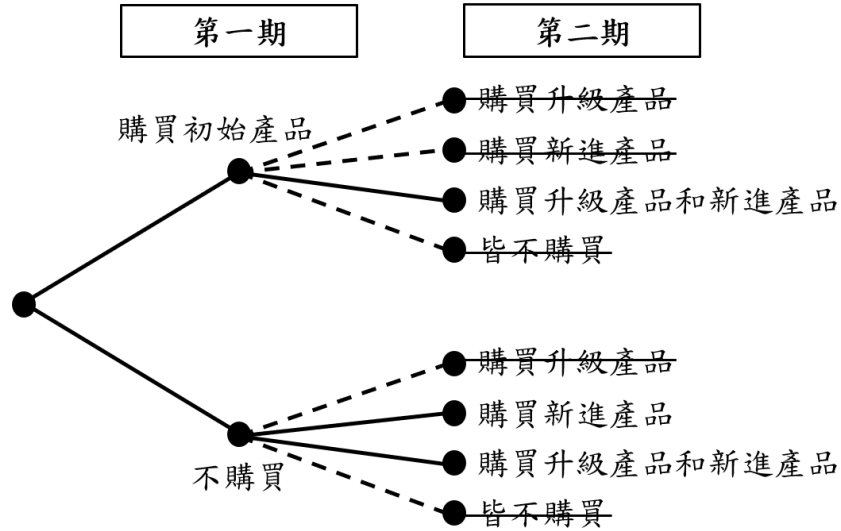 第一期
第二期
購買初始產品
購買升級產品
購買新進產品
購買升級產品和新進產品
皆不購買
不購買
購買升級產品
購買新進產品
購買升級產品和新進產品
皆不購買